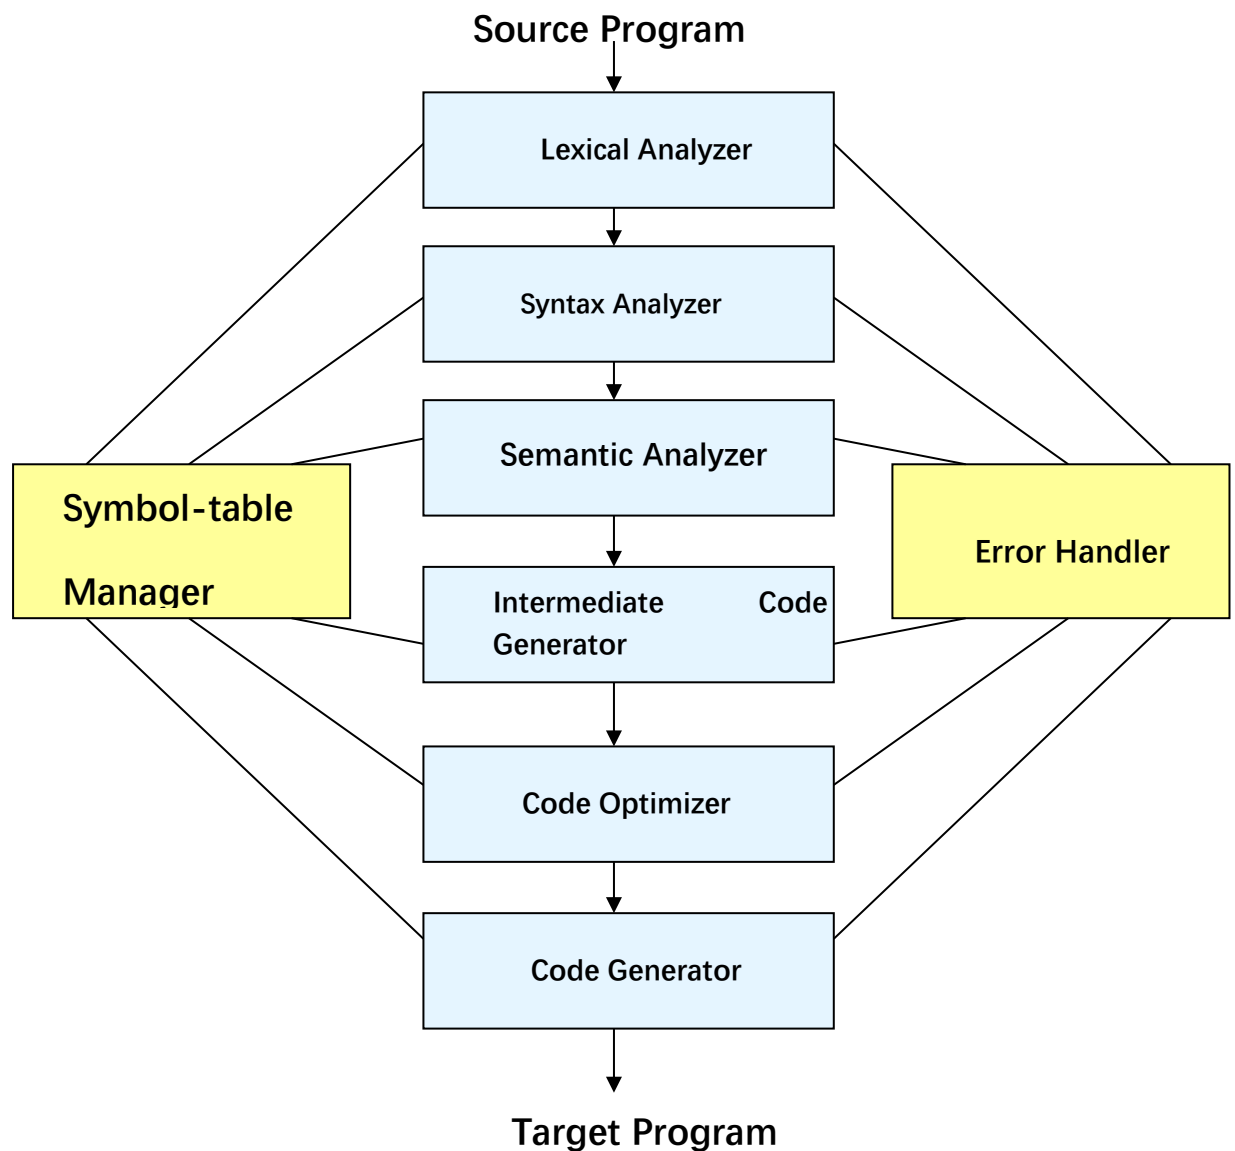 Source Program
Lexical Analyzer
Syntax Analyzer
Semantic Analyzer
Symbol-table
Manager
Error Handler
Intermediate Code
Generator
Code Optimizer
Code Generator
Target Program